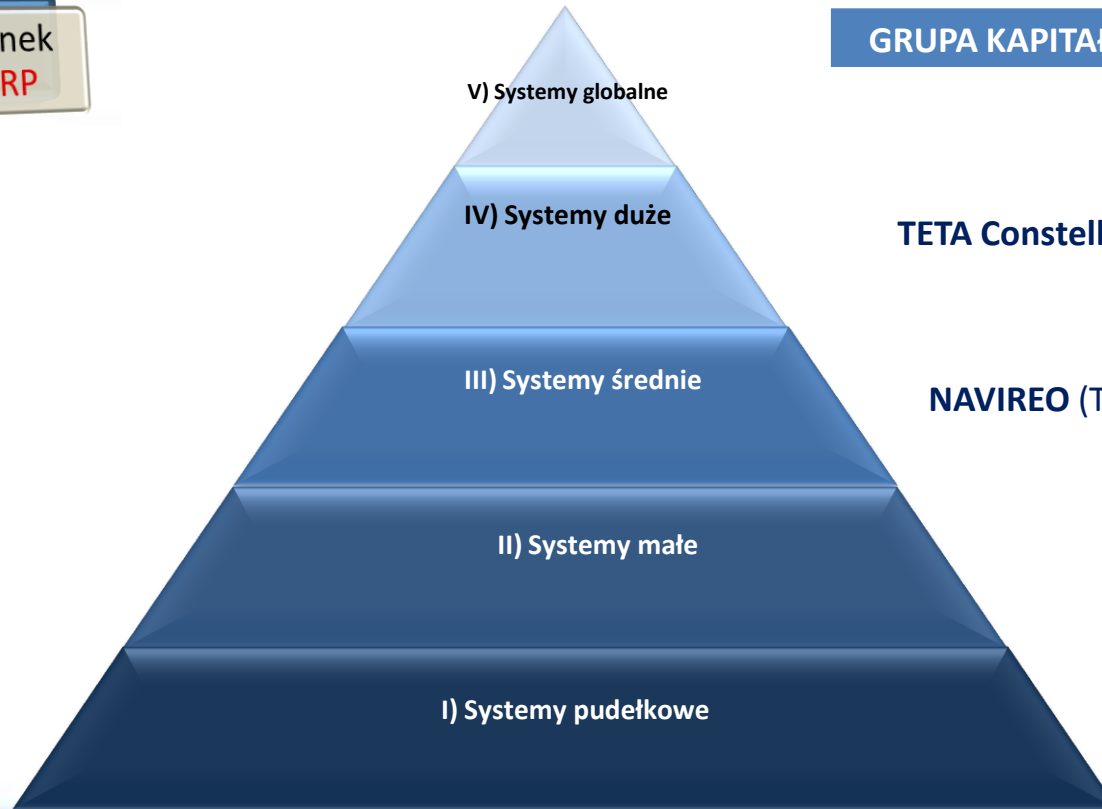 nek
RP
GRUPA KAPITAŁ
V) Systemy globalne
IV) Systemy duże
TETA Constell
III) Systemy średnie
NAVIREO (T
II) Systemy małe
I) Systemy pudełkowe